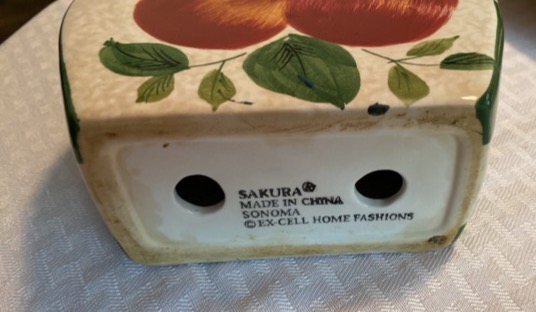 SAKURA®
MADE IN CHINA
SONOMA
© EX-CELL HOME FASHIONS